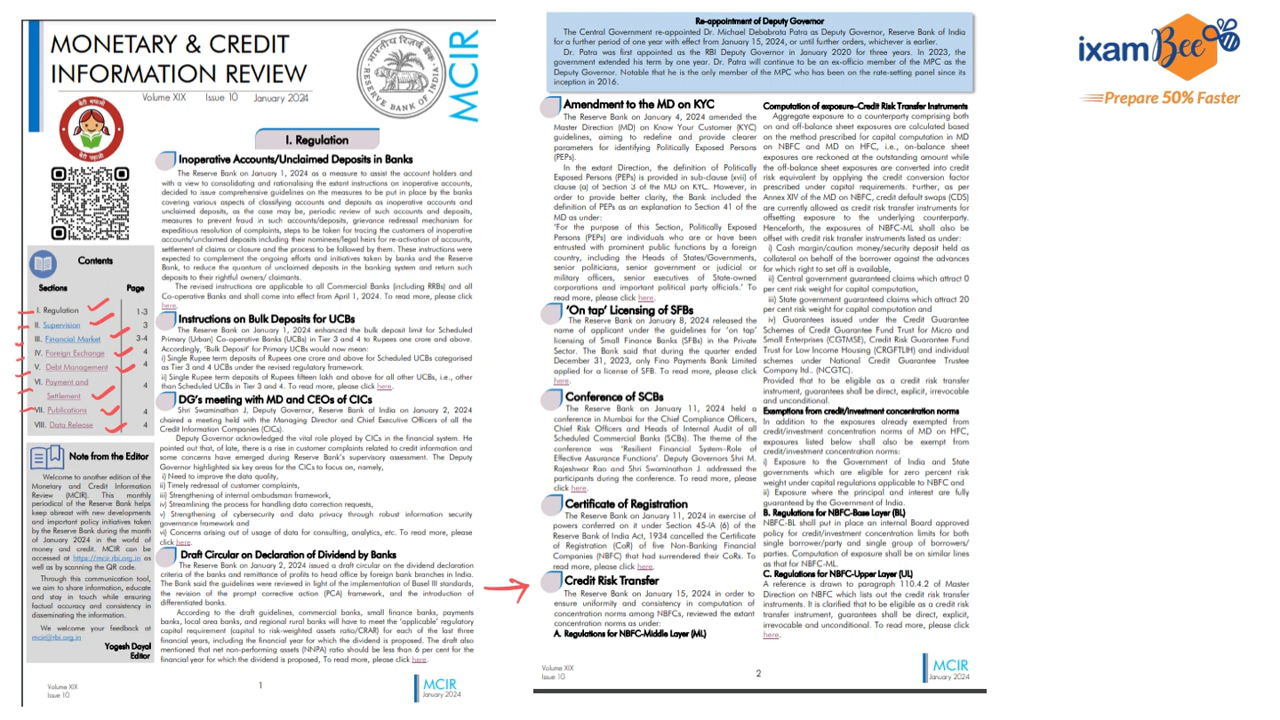 MONETARY & CREDIT
INFORMATION REVIEW
Volume XIX Issue 10 January 2024
MCIR
RESERVE BANK OF INDIA
I. Regulation
Inoperative Accounts/Unclaimed Deposits in Banks
The Reserve Bank on January 1, 2024 as a measure to assist the account holders and
with a view to consolidating and rationalising the extant instructions on inoperative accounts,
decided to issue comprehensive guidelines on the measures to be put in place by the banks
covering various aspects of classifying accounts and deposits as inoperative accounts and
unclaimed deposits, as the case may be, periodic review of such accounts and deposits,
measures to prevent fraud in such accounts/deposits, grievance redressal mechanism for
expeditious resolution of complaints, steps to be taken for tracing the customers of inoperative
accounts/unclaimed deposits including their nominees/legal heirs for re-activation of accounts,
settlement of claims or closure and the process to be followed by them. These instructions were
expected to complement the ongoing efforts and initiatives taken by banks and the Reserve
Bank, to reduce the quantum of unclaimed deposits in the banking system and return such
deposits to their rightful owners/ claimants.
The revised instructions are applicable to all Commercial Banks (including RRBs) and all
Co-operative Banks and shall come into effect from April 1, 2024. To read more, please click
here.
Instructions on Bulk Deposits for UCBs
The Reserve Bank on January 1, 2024 enhanced the bulk deposit limit for Scheduled
Primary (Urban) Co-operative Banks (UCBs) in Tier 3 and 4 to Rupees one crore and above.
Accordingly, 'Bulk Deposit' for Primary UCBs would now mean:
i) Single Rupee term deposits of Rupees one crore and above for Scheduled UCBs categorised
as Tier 3 and 4 UCBs under the revised regulatory framework.
ii) Single Rupee term deposits of Rupees fifteen lakh and above for all other UCBs, i.e., other
than Scheduled UCBs in Tier 3 and 4. To read more, please click here.
DG's meeting with MD and CEOs of CICs
Shri Swaminathan J, Deputy Governor, Reserve Bank of India on January 2, 2024
chaired a meeting held with the Managing Director and Chief Executive Officers of all the
Credit Information Companies (CICs).
Deputy Governor acknowledged the vital role played by CICs in the financial system. He
pointed out that, of late, there is a rise in customer complaints related to credit information and
some concerns have emerged during Reserve Bank's supervisory assessment. The Deputy
Governor highlighted six key areas for the CICs to focus on, namely,
i) Need to improve the data quality,
ii) Timely redressal of customer complaints,
iii) Strengthening of internal ombudsman framework,
iv) Streamlining the process for handling data correction requests,
v) Strengthening of cybersecurity and data privacy through robust information security
governance framework and
vi) Concerns arising out of usage of data for consulting, analytics, etc. To read more, please
click here.
Draft Circular on Declaration of Dividend by Banks
The Reserve Bank on January 2, 2024 issued a draft circular on the dividend declaration
criteria of the banks and remittance of profits to head office by foreign bank branches in India.
The Bank said the guidelines were reviewed in light of the implementation of Basel III standards,
the revision of the prompt corrective action (PCA) framework, and the introduction of
differentiated banks.
According to the draft guidelines, commercial banks, small finance banks, payments
banks, local area banks, and regional rural banks will have to meet the 'applicable' regulatory
capital requirement (capital to risk-weighted assets ratio/CRAR) for each of the last three
financial years, including the financial year for which the dividend is proposed. The draft also
mentioned that net non-performing assets (NNPA) ratio should be less than 6 per cent for the
financial year for which the dividend is proposed, To read more, please click here.
Contents
Sections Page
I. Regulation 1-3
II. Supervision 3
III. Financial Market 3-4
IV. Foreign Exchange 4
V. Debt Management 4
VI. Payment and
Settlement 4
VII. Publications 4
VIII. Data Release 4
Note from the Editor
Welcome to another edition of the
Monetary and Credit Information
Review (MCIR). This monthly
periodical of the Reserve Bank helps
keep abreast with new developments
and important policy initiatives taken
by the Reserve Bank during the month
of January 2024 in the world of
money and credit. MCIR can be
accessed at https://mcir.rbi.org.in as
well as by scanning the QR code.
Through this communication tool,
we aim to share information, educate
and stay in touch while ensuring
factual accuracy and consistency in
disseminating the information.
We welcome your feedback at
mcir@rbi.org.in
Yogesh Dayal
Editor
Volume XIX
Issue 10
1
MCIR
January 2024
Re-appointment of Deputy Governor
The Central Government re-appointed Dr. Michael Debabrata Patra as Deputy Governor, Reserve Bank of India
for a further period of one year with effect from January 15, 2024, or until further orders, whichever is earlier.
Dr. Patra was first appointed as the RBI Deputy Governor in January 2020 for three years. In 2023, the
government extended his term by one year. Dr. Patra will continue to be an ex-officio member of the MPC as the
Deputy Governor. Notable that he is the only member of the MPC who has been on the rate-setting panel since its
inception in 2016.
Amendment to the MD on KYC
The Reserve Bank on January 4, 2024 amended the
Master Direction (MD) on Know Your Customer (KYC)
guidelines, aiming to redefine and provide clearer
parameters for identifying Politically Exposed Persons
(PEPs).
In the extant Direction, the definition of Politically
Exposed Persons (PEPs) is provided in sub-clause (xvii) of
clause (a) of Section 3 of the MD on KYC. However, in
order to provide better clarity, the Bank included the
definition of PEPs as an explanation to Section 41 of the
MD as under:
'For the purpose of this Section, Politically Exposed
Persons (PEPs) are individuals who are or have been
entrusted with prominent public functions by a foreign
country, including the Heads of States/Governments,
senior politicians, senior government or judicial or
military officers, senior executives of State-owned
corporations and important political party officials.' To
read more, please click here.
'On tap' Licensing of SFBs
The Reserve Bank on January 8, 2024 released the
name of applicant under the guidelines for 'on tap'
licensing of Small Finance Banks (SFBs) in the Private
Sector. The Bank said that during the quarter ended
December 31, 2023, only Fino Payments Bank Limited
applied for a license of SFB. To read more, please click
here.
Conference of SCBs
The Reserve Bank on January 11, 2024 held a
conference in Mumbai for the Chief Compliance Officers,
Chief Risk Officers and Heads of Internal Audit of all
Scheduled Commercial Banks (SCBs). The theme of the
conference was 'Resilient Financial System–Role of
Effective Assurance Functions'. Deputy Governors Shri M.
Rajeshwar Rao and Shri Swaminathan J. addressed the
participants during the conference. To read more, please
click here.
Certificate of Registration
The Reserve Bank on January 11, 2024 in exercise of
powers conferred on it under Section 45-IA (6) of the
Reserve Bank of India Act, 1934 cancelled the Certificate
of Registration (CoR) of five Non-Banking Financial
Companies (NBFC) that had surrendered their CoRs. To
read more, please click here.
Credit Risk Transfer
The Reserve Bank on January 15, 2024 in order to
ensure uniformity and consistency in computation of
concentration norms among NBFCs, reviewed the extant
concentration norms as under:
A. Regulations for NBFC-Middle Layer (ML)
Computation of exposure–Credit Risk Transfer Instruments
Aggregate exposure to a counterparty comprising both
on and off-balance sheet exposures are calculated based
on the method prescribed for capital computation in MD
on NBFC and MD on HFC, i.e., on-balance sheet
exposures are reckoned at the outstanding amount while
the off-balance sheet exposures are converted into credit
risk equivalent by applying the credit conversion factor
prescribed under capital requirements. Further, as per
Annex XIV of the MD on NBFC, credit default swaps (CDS)
are currently allowed as credit risk transfer instruments for
offsetting exposure to the underlying counterparty.
Henceforth, the exposures of NBFC-ML shall also be
offset with credit risk transfer instruments listed as under:
i) Cash margin/caution money/security deposit held as
collateral on behalf of the borrower against the advances
for which right to set off is available,
ii) Central government guaranteed claims which attract 0
per cent risk weight for capital computation,
iii) State government guaranteed claims which attract 20
per cent risk weight for capital computation and
iv) Guarantees issued under the Credit Guarantee
Schemes of Credit Guarantee Fund Trust for Micro and
Small Enterprises (CGTMSE), Credit Risk Guarantee Fund
Trust for Low Income Housing (CRGFTLIH) and individual
schemes under National Credit Guarantee Trustee
Company Ltd.. (NCGTC).
Provided that to be eligible as a credit risk transfer
instrument, guarantees shall be direct, explicit, irrevocable
and unconditional.
Exemptions from credit/investment concentration norms
In addition to the exposures already exempted from
credit/investment concentration norms of MD on HFC,
exposures listed below shall also be exempt from
credit/investment concentration norms:
i) Exposure to the Government of India and State
governments which are eligible for zero percent risk
weight under capital regulations applicable to NBFC and
ii) Exposure where the principal and interest are fully
guaranteed by the Government of India.
B. Regulations for NBFC-Base Layer (BL)
NBFC-BL shall put in place an internal Board approved
policy for credit/investment concentration limits for both
single borrower/party and single group of borrowers/
parties. Computation of exposure shall be on similar lines
as that for NBFC-ML.
C. Regulations for NBFC-Upper Layer (UL)
A reference is drawn to paragraph 110.4.2 of Master
Direction on NBFC which lists out the credit risk transfer
instruments. It is clarified that to be eligible as a credit risk
transfer instrument, guarantees shall be direct, explicit,
irrevocable and unconditional. To read more, please click
here.
Volume XIX
Issue 10
2
MCIR
January 2024
ixamBee
Prepare 50% Faster